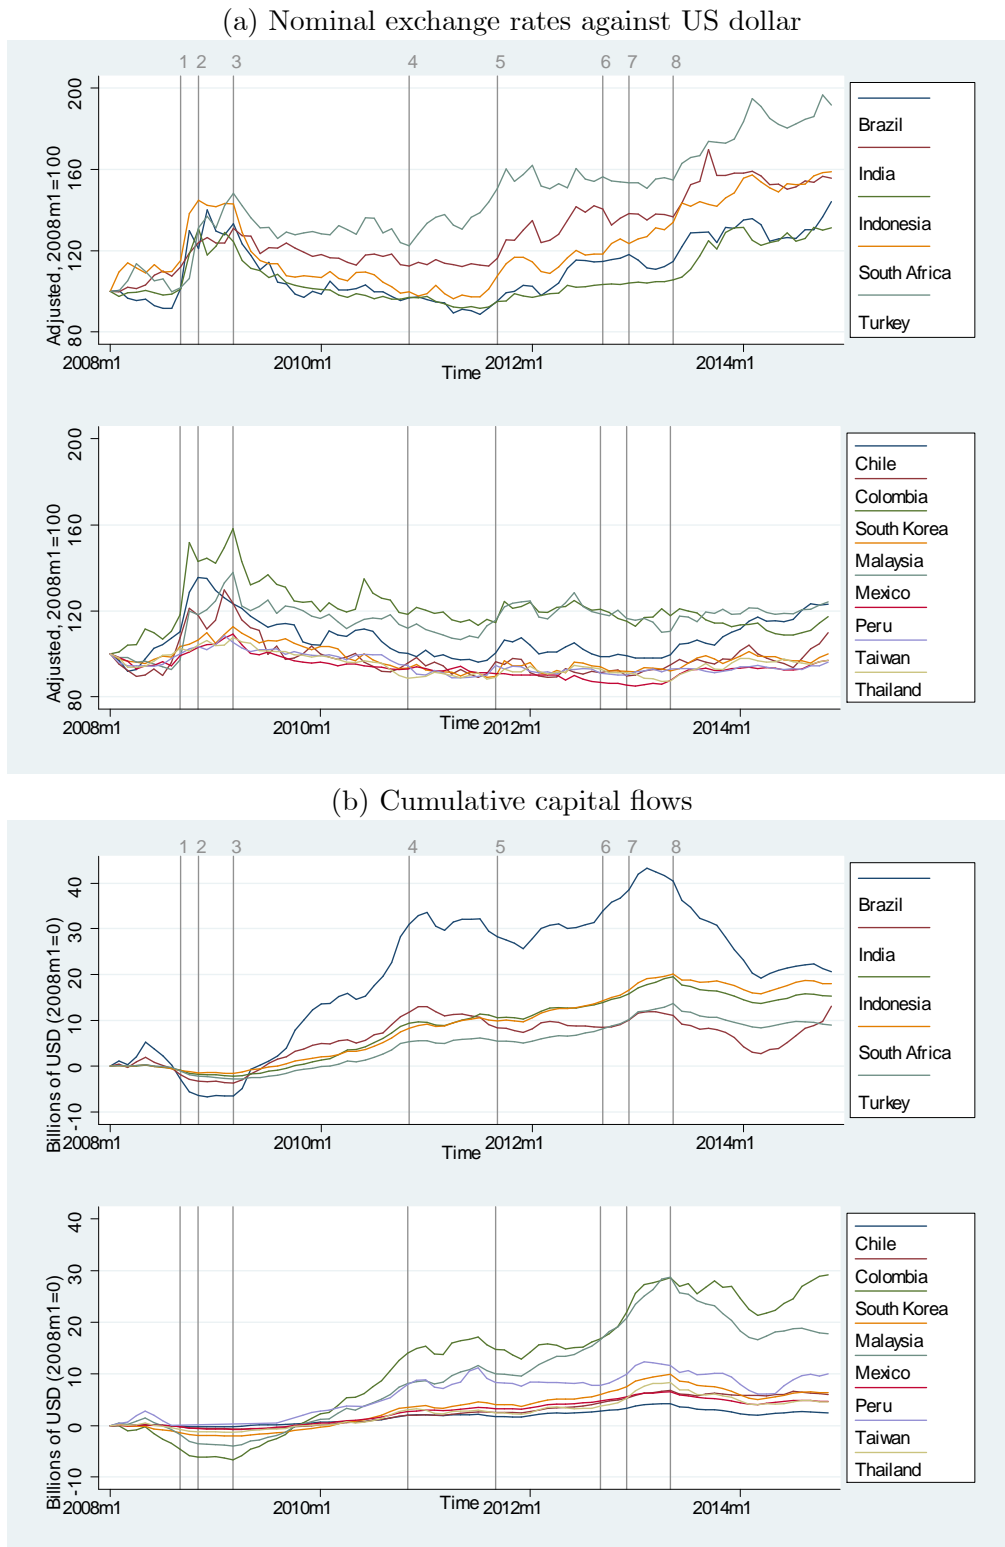 (a) Nominal exchange rates against US dollar
1 2 3 4 5 6 7 8
Adjusted, 2008m1=100
200
160
120
80
2008m1 2010m1 2012m1 2014m1
Time
Brazil
India
Indonesia
South Africa
Turkey
Adjusted, 2008m1=100
200
160
120
80
2008m1 2010m1 2012m1 2014m1
Time
Chile
Colombia
South Korea
Malaysia
Mexico
Peru
Taiwan
Thailand
(b) Cumulative capital flows
1 2 3 4 5 6 7 8
Billions of USD (2008m1=0)
40
30
20
10
0
-10
2008m1 2010m1 2012m1 2014m1
Time
Brazil
India
Indonesia
South Africa
Turkey
Billions of USD (2008m1=0)
40
30
20
10
0
-10
2008m1 2010m1 2012m1 2014m1
Time
Chile
Colombia
South Korea
Malaysia
Mexico
Peru
Taiwan
Thailand